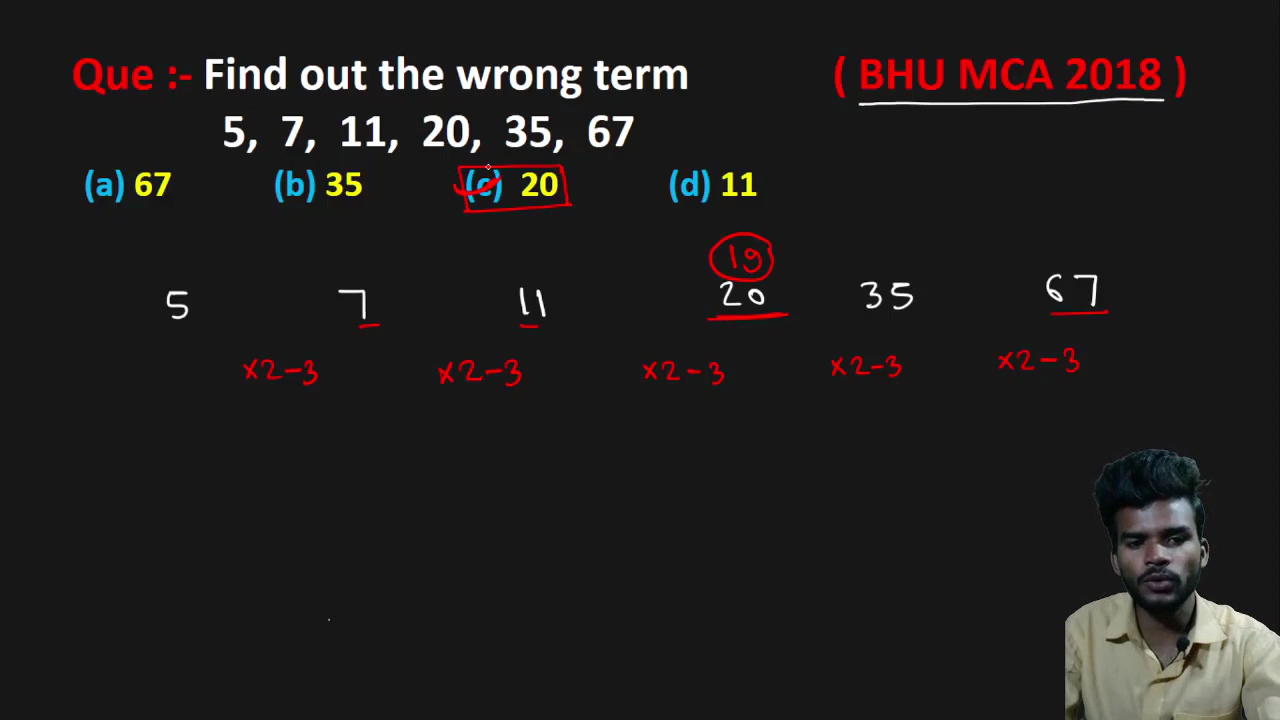 Que :- Find out the wrong term ( BHU MCA 2018 )
5, 7, 11, 20, 35, 67
(a) 67 (b) 35 (c) 20 (d) 11
19
5 7 11 20 35 67
×2-3 ×2-3 ×2-3 ×2-3 ×2-3